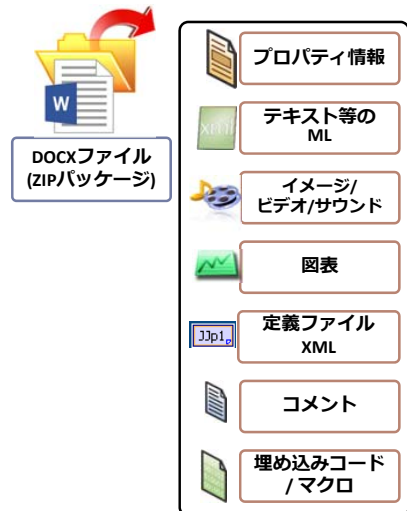 W
DOCXファイル
(ZIPパッケージ)
プロパティ情報
xml
テキスト等の
ML
イメージ/
ビデオ/サウンド
図表
JJp1
定義ファイル
XML
コメント
埋め込みコード
/ マクロ